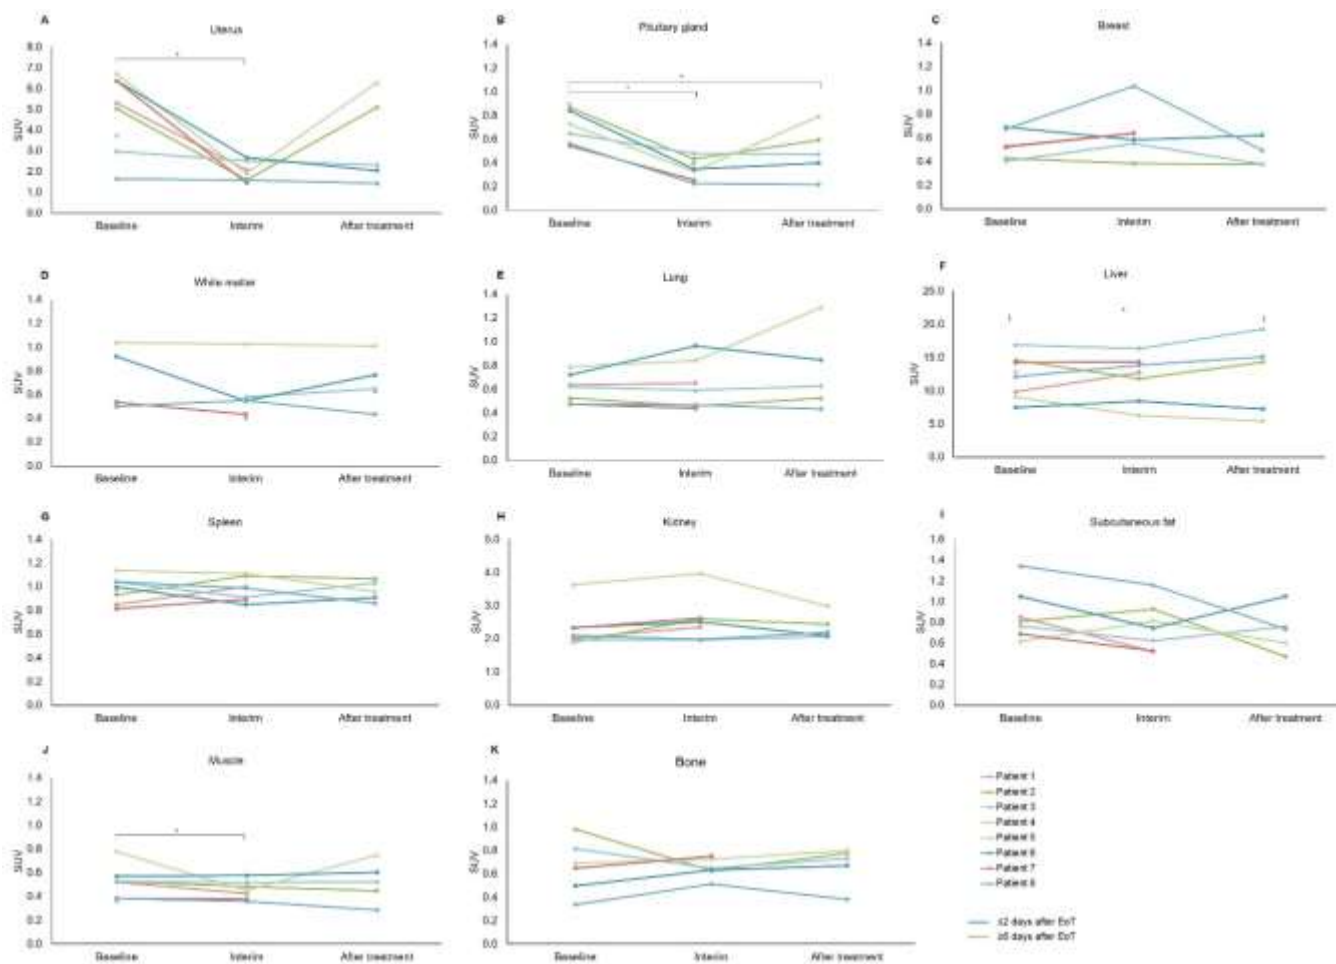 A
Uterus
SUV
8.0
7.0
6.0
5.0
4.0
3.0
2.0
1.0
0.0
Baseline
Interim
After treatment
B
Pituitary gland
SUV
1.4
1.2
1.0
0.8
0.6
0.4
0.2
0.0
Baseline
Interim
After treatment
C
Breast
SUV
1.4
1.2
1.0
0.8
0.6
0.4
0.2
0.0
Baseline
Interim
After treatment
D
White matter
SUV
1.4
1.2
1.0
0.8
0.6
0.4
0.2
0.0
Baseline
Interim
After treatment
E
Lung
SUV
1.4
1.2
1.0
0.8
0.6
0.4
0.2
0.0
Baseline
Interim
After treatment
F
Liver
SUV
25.0
20.0
15.0
10.0
5.0
0.0
Baseline
Interim
After treatment
G
Spleen
SUV
1.4
1.2
1.0
0.8
0.6
0.4
0.2
0.0
Baseline
Interim
After treatment
H
Kidney
SUV
5.0
4.0
3.0
2.0
1.0
0.0
Baseline
Interim
After treatment
I
Subcutaneous fat
SUV
1.6
1.4
1.2
1.0
0.8
0.6
0.4
0.2
0.0
Baseline
Interim
After treatment
J
Muscle
SUV
1.4
1.2
1.0
0.8
0.6
0.4
0.2
0.0
Baseline
Interim
After treatment
K
Bone
SUV
1.4
1.2
1.0
0.8
0.6
0.4
0.2
0.0
Baseline
Interim
After treatment
Patient 1
Patient 2
Patient 3
Patient 4
Patient 5
Patient 6
Patient 7
Patient 8
≤2 days after EoT
≥5 days after EoT